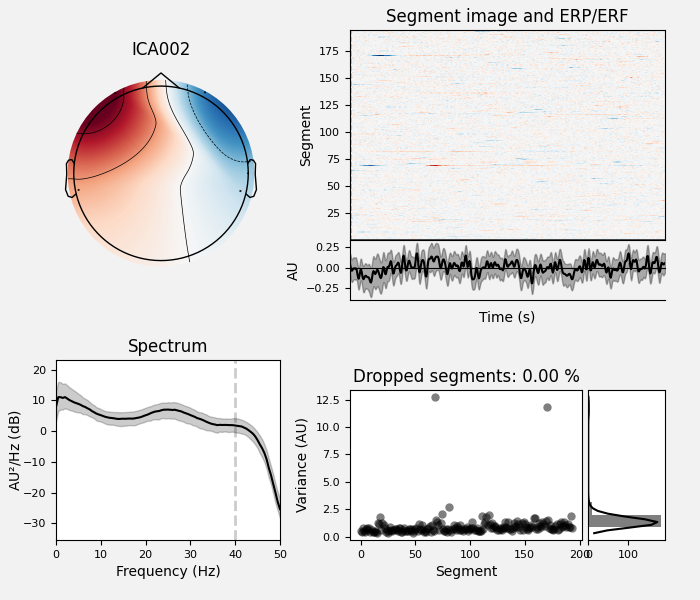 ICA002
Segment image and ERP/ERF
Segment
175
150
125
100
75
50
25
AU
0.25
0.00
−0.25
Time (s)
Spectrum
AU²/Hz (dB)
20
10
0
−10
−20
−30
0 10 20 30 40 50
Frequency (Hz)
Dropped segments: 0.00 %
Variance (AU)
12.5
10.0
7.5
5.0
2.5
0.0
0 50 100 150 200
Segment
0 100